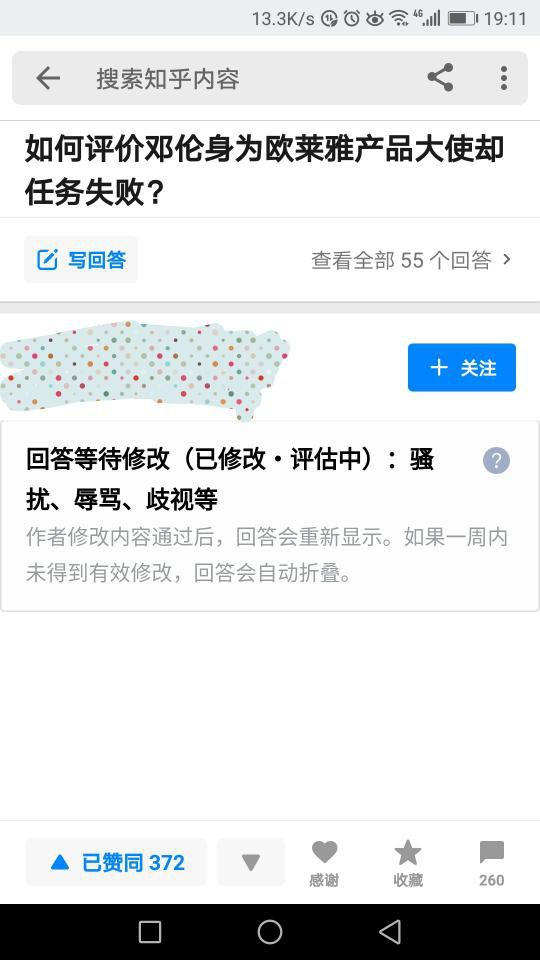 13.3K/s 4G 19:11
搜索知乎内容
如何评价邓伦身为欧莱雅产品大使却
任务失败？
写回答 查看全部 55 个回答
关注
回答等待修改（已修改·评估中）：骚
扰、辱骂、歧视等
?
作者修改内容通过后，回答会重新显示。如果一周内
未得到有效修改，回答会自动折叠。
已赞同 372
感谢 收藏 260